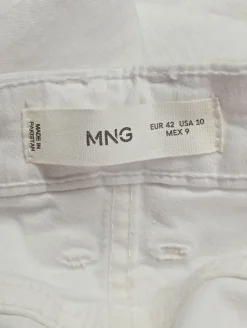 MADE IN
PAKISTAN
MNG
EUR 42 USA 10
MEX 9